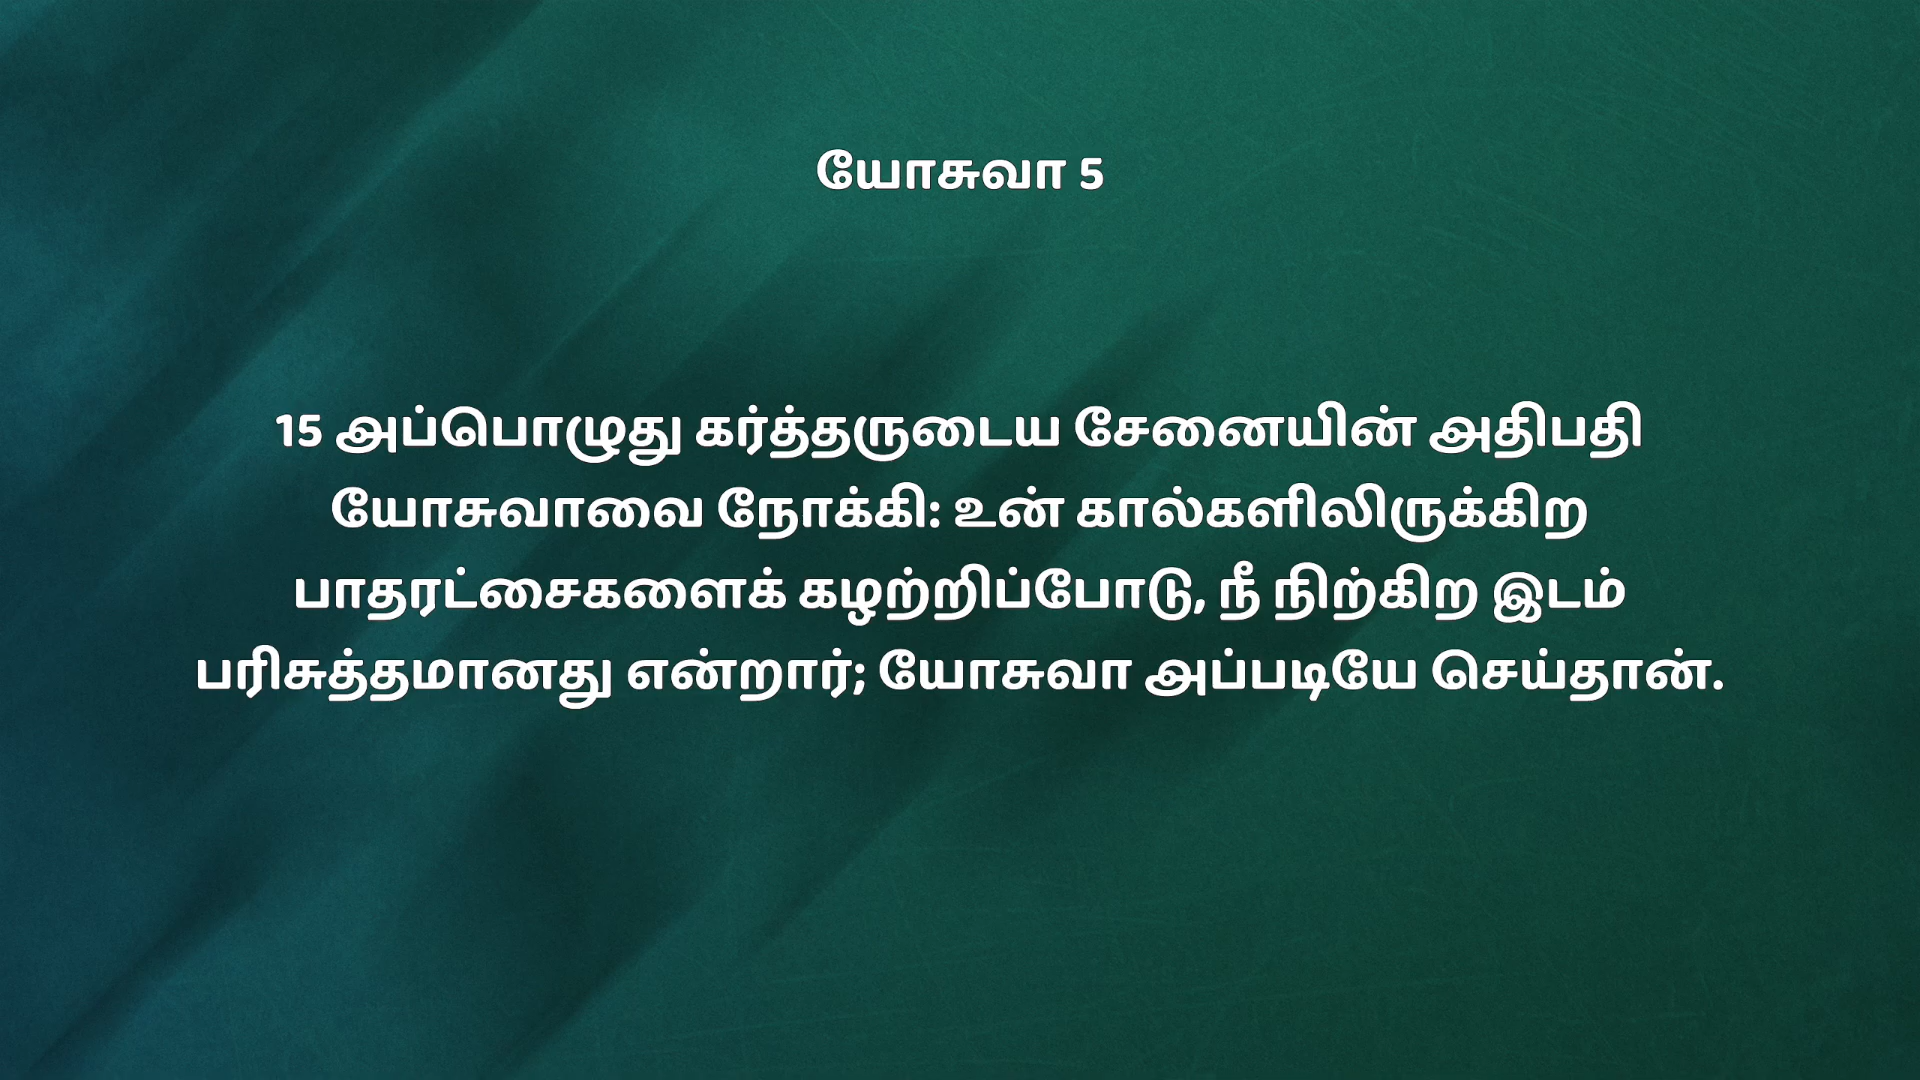 யோசுவா 5
15 அப்பொழுது கர்த்தருடைய சேனையின் அதிபதி
யோசுவாவை நோக்கி: உன் கால்களிலிருக்கிற
பாதரட்சைகளைக் கழற்றிப்போடு, நீ நிற்கிற இடம்
பரிசுத்தமானது என்றார்; யோசுவா அப்படியே செய்தான்.